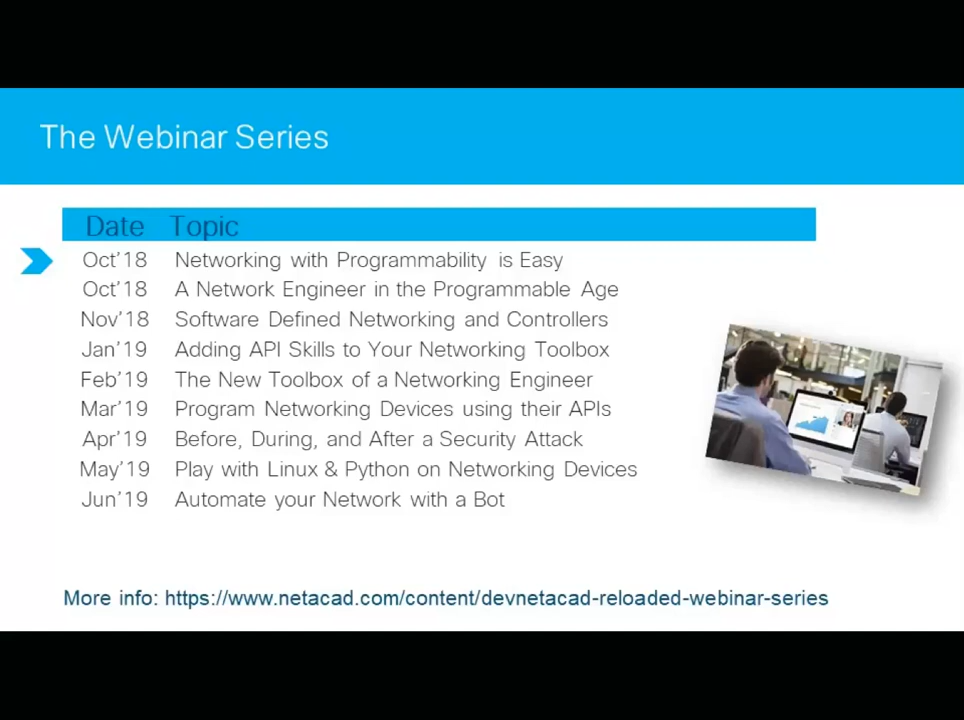 The Webinar Series
Date Topic
Oct'18 Networking with Programmability is Easy
Oct'18 A Network Engineer in the Programmable Age
Nov'18 Software Defined Networking and Controllers
Jan'19 Adding API Skills to Your Networking Toolbox
Feb'19 The New Toolbox of a Networking Engineer
Mar'19 Program Networking Devices using their APIs
Apr'19 Before, During, and After a Security Attack
May'19 Play with Linux & Python on Networking Devices
Jun'19 Automate your Network with a Bot
More info: https://www.netacad.com/content/devnetacad-reloaded-webinar-series